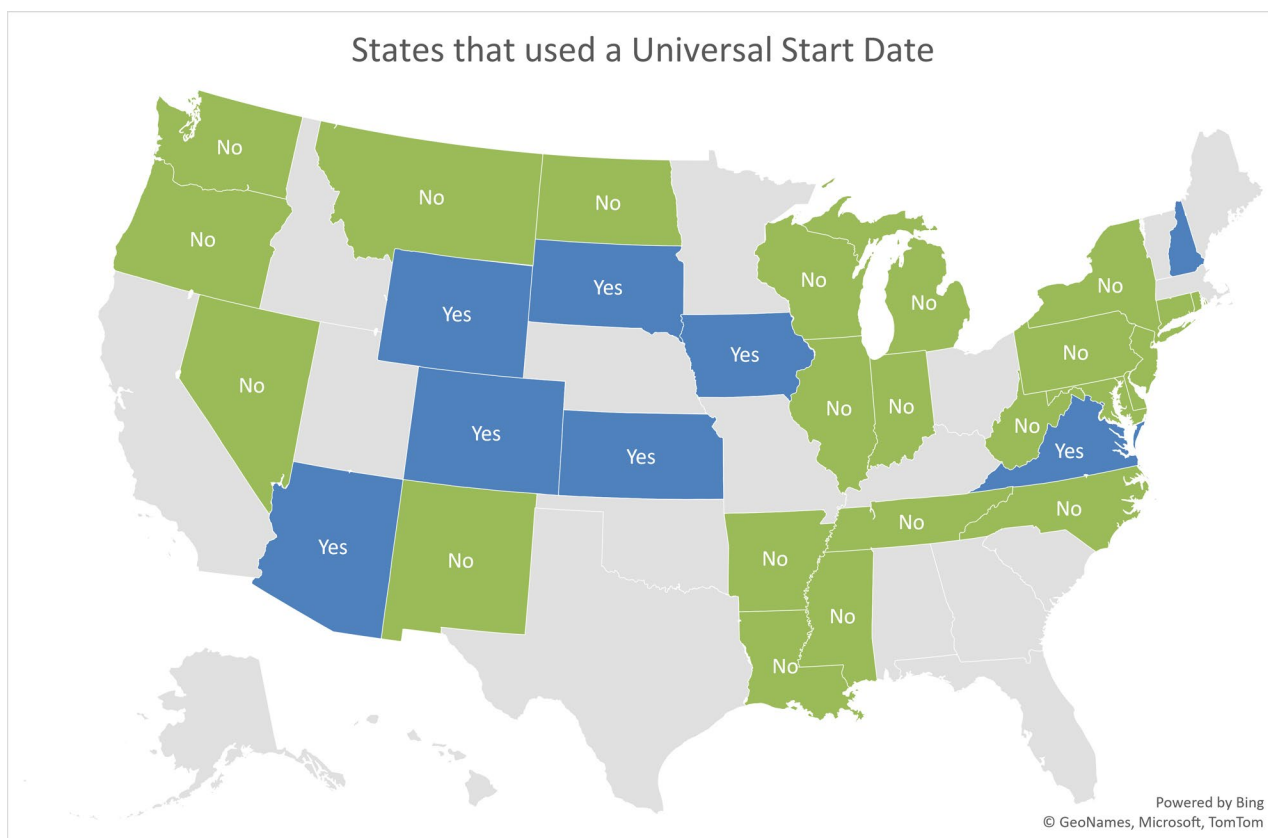 States that used a Universal Start Date
No
No
No
No
No
Yes
Yes
Yes
Yes
Yes
Yes
No
No
No
No
No
No
No
No
Yes
No
No
No
No
No
No
Powered by Bing
© GeoNames, Microsoft, TomTom